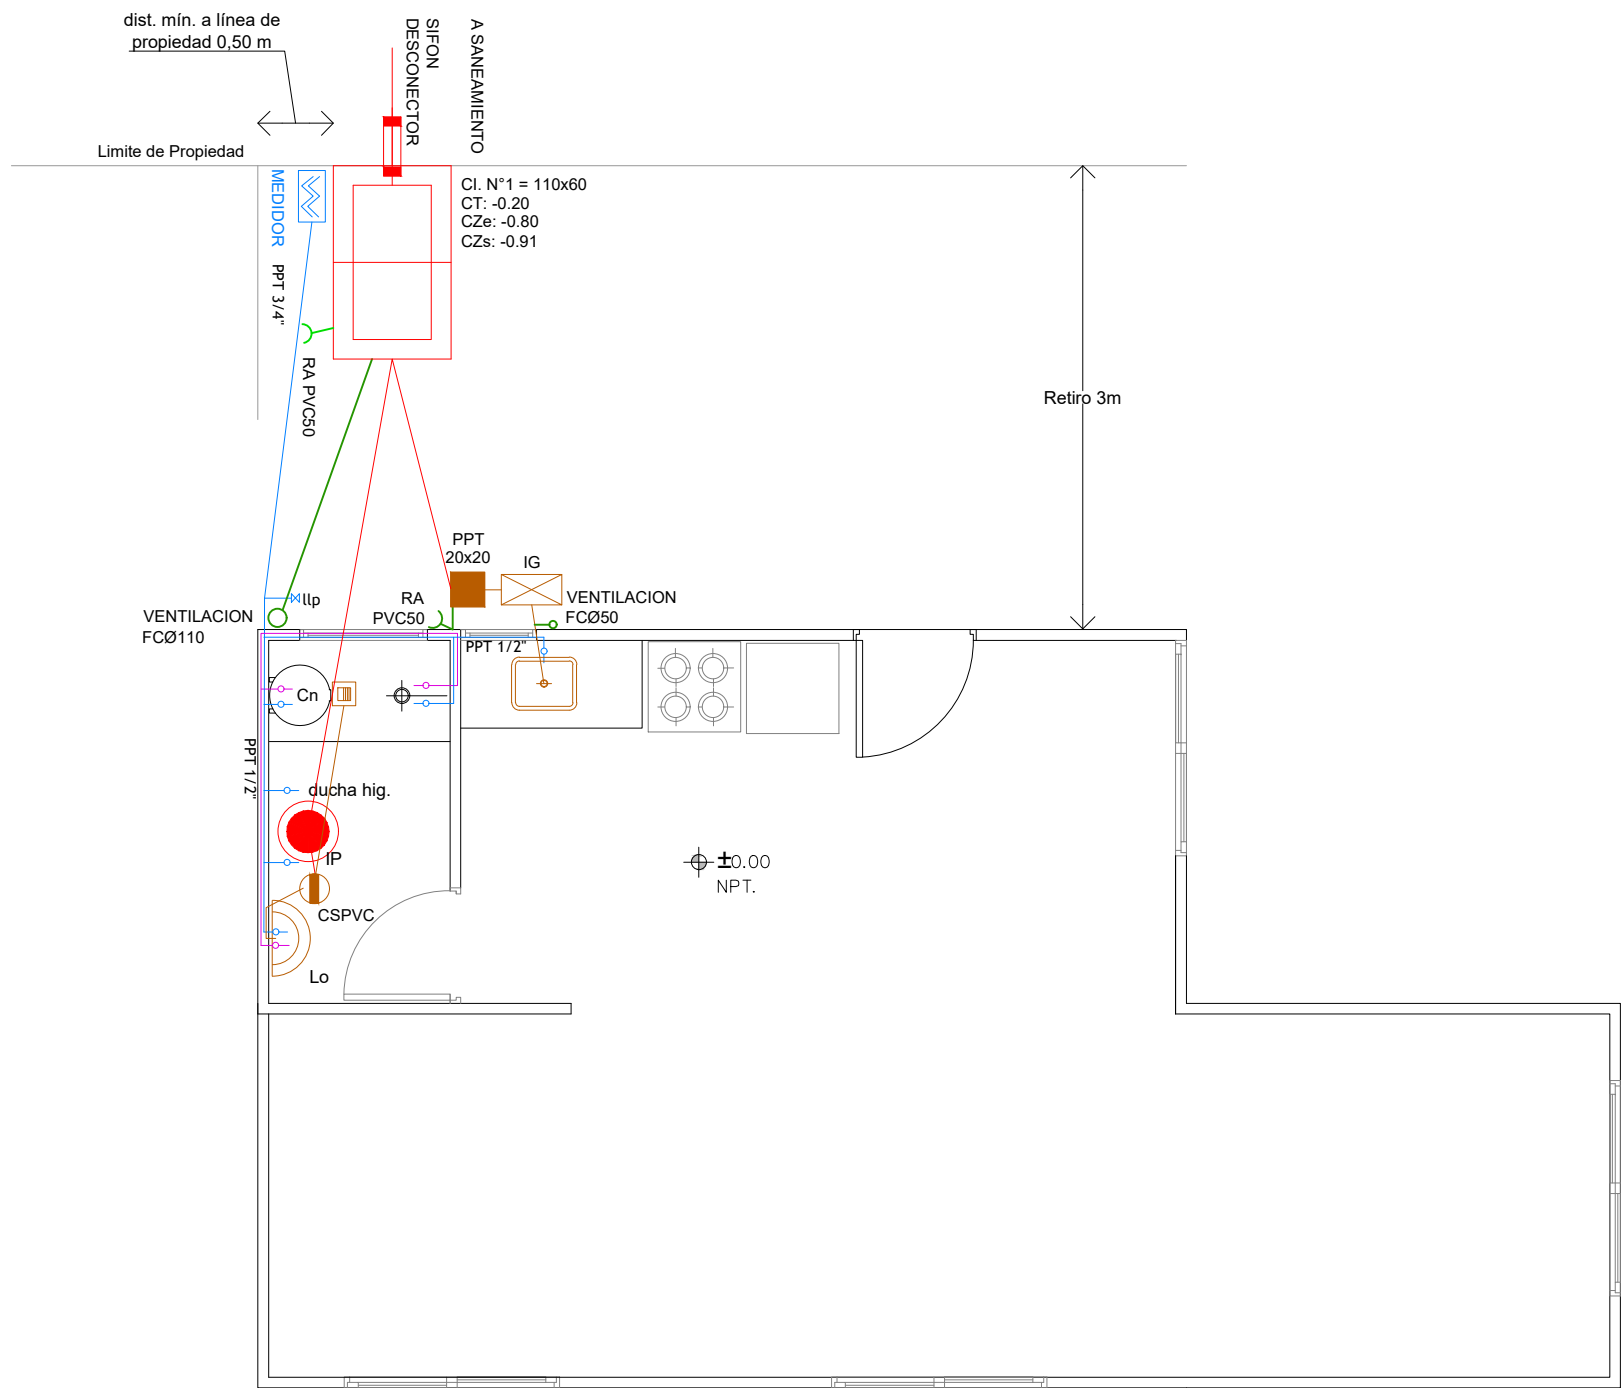 dist. mín. a línea de
propiedad 0,50 m
SIFON
DESCONECTOR
A SANEAMIENTO
Limite de Propiedad
MEDIDOR
PPT 3/4"
CI. N°1 = 110x60
CT: -0.20
CZe: -0.80
CZs: -0.91
RA PVC50
Retiro 3m
PPT
20x20
IG
llp
RA
PVC50
VENTILACION
FCØ50
VENTILACION
FCØ110
PPT 1/2"
Cn
PPT 1/2"
ducha hig.
IP
±0.00
NPT.
CSPVC
Lo